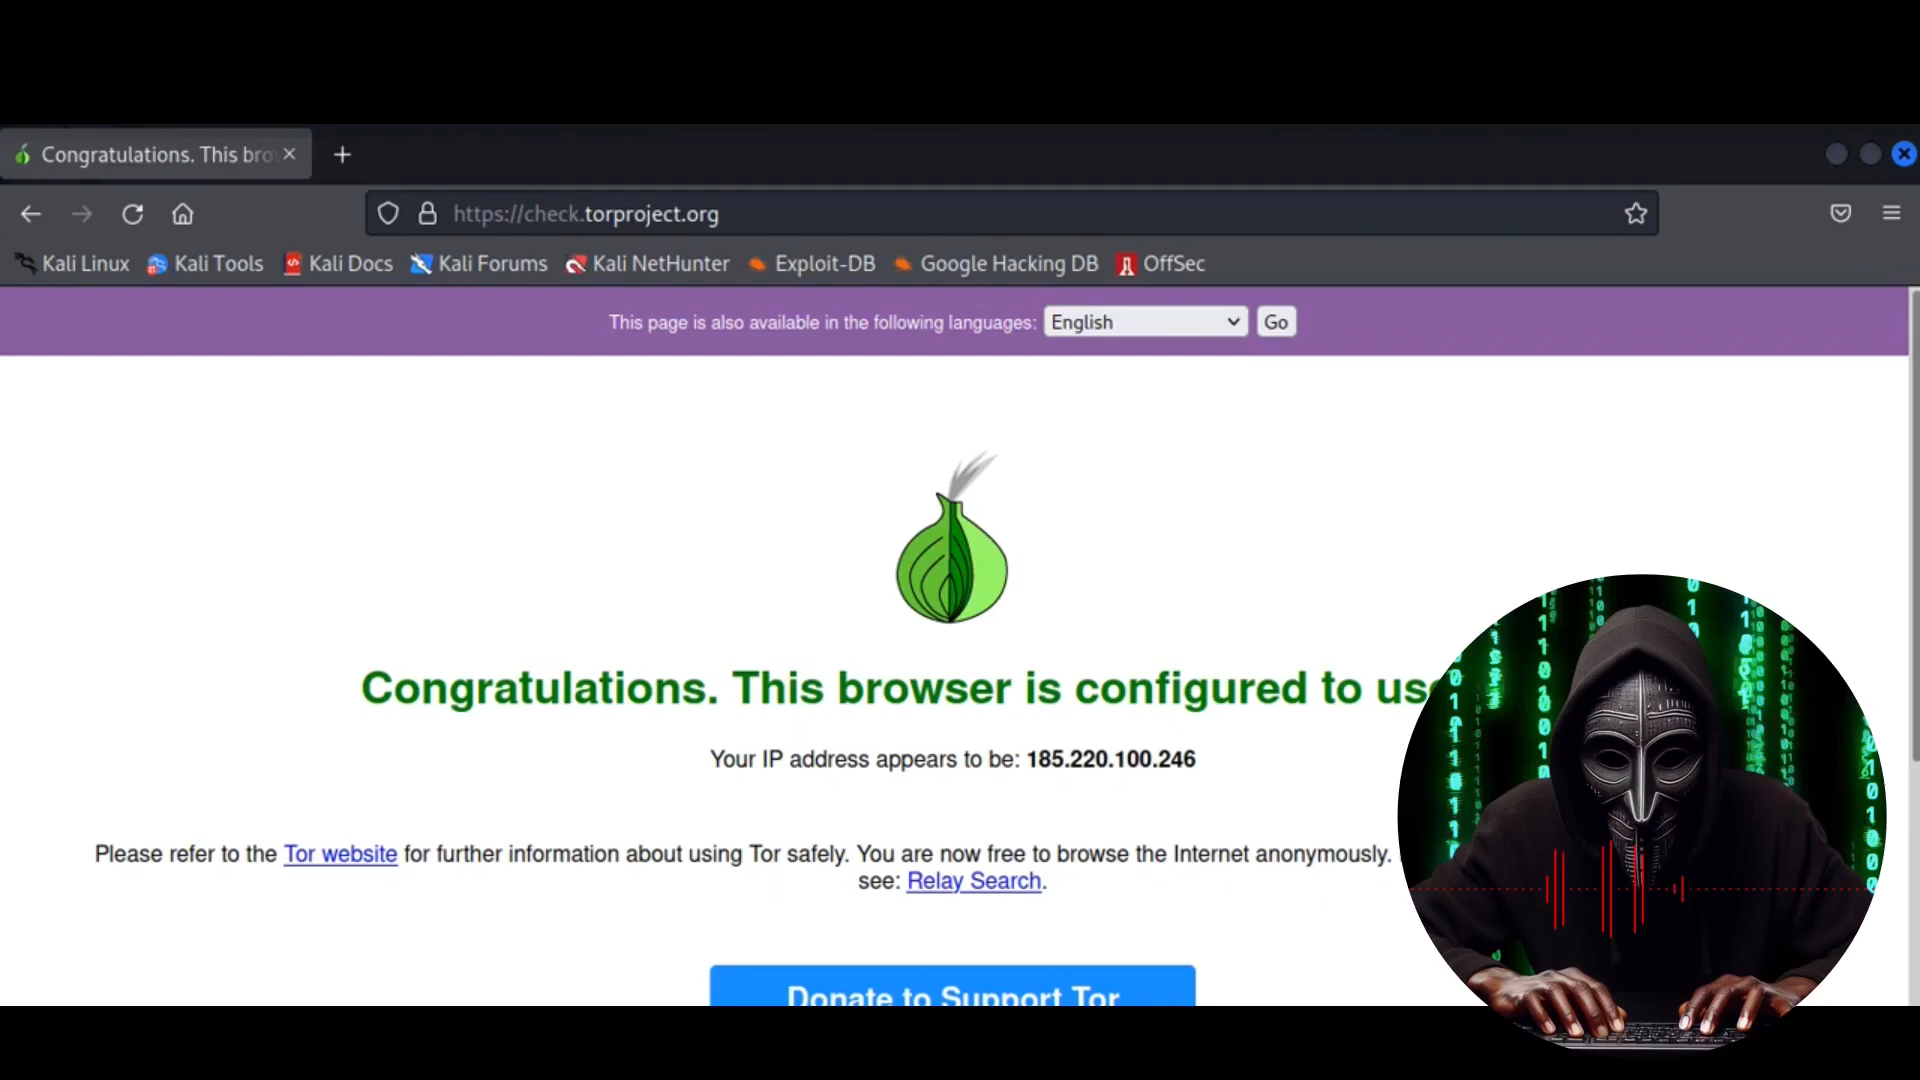 Congratulations. This bro
https://check.torproject.org
Kali Linux Kali Tools Kali Docs Kali Forums Kali NetHunter Exploit-DB Google Hacking DB OffSec
This page is also available in the following languages: English Go
Congratulations. This browser is configured to us
Your IP address appears to be: 185.220.100.246
Please refer to the Tor website for further information about using Tor safely. You are now free to browse the Internet anonymously.
see: Relay Search.
Donate to Support Tor